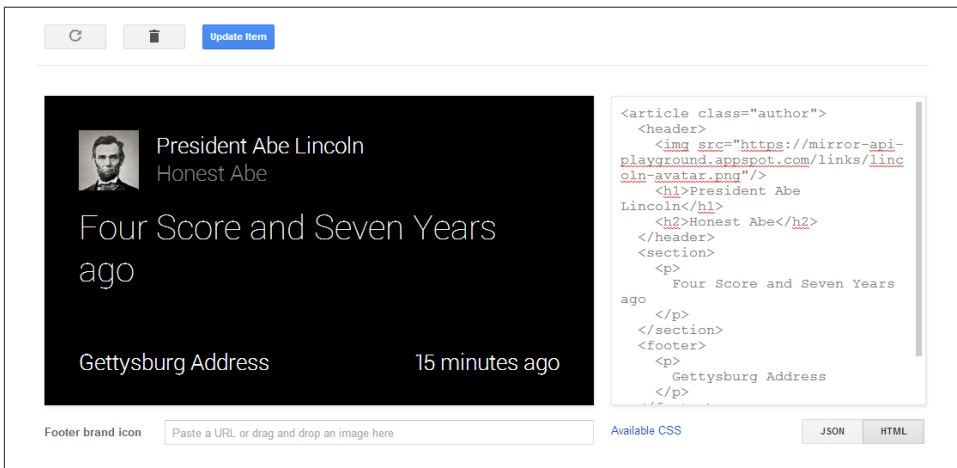 Update Item
President Abe Lincoln
Honest Abe
Four Score and Seven Years
ago
Gettysburg Address
15 minutes ago
<article class="author">
<header>
<img src="https://mirror-api-
playground.appspot.com/links/linc
oln-avatar.png"/>
<h1>President Abe
Lincoln</h1>
<h2>Honest Abe</h2>
</header>
<section>
<p>
Four Score and Seven Years
ago
</p>
</section>
<footer>
<p>
Gettysburg Address
</p>
Footer brand icon
Paste a URL or drag and drop an image here
Available CSS
JSON
HTML